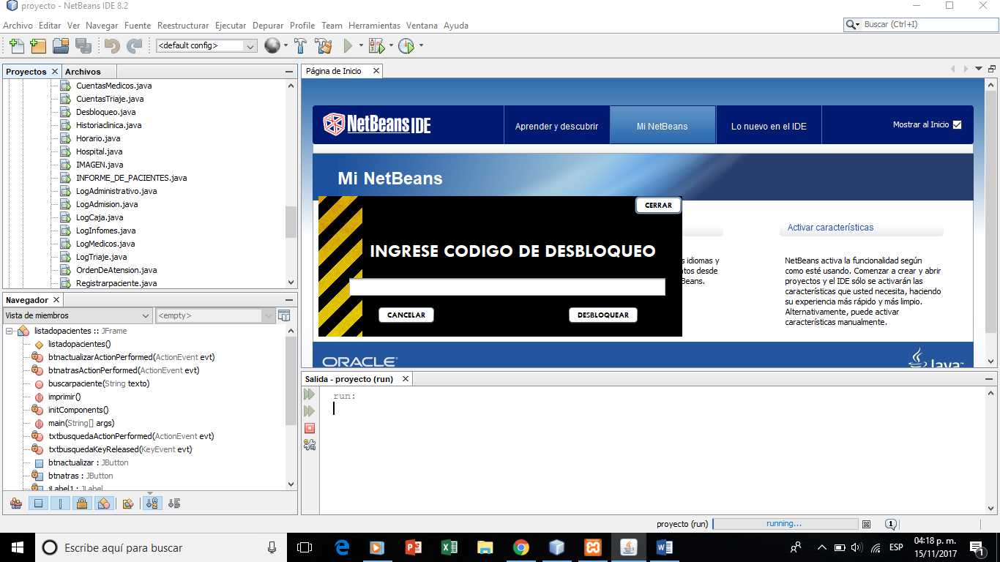 proyecto - NetBeans IDE 8.2
Archivo Editar Ver Navegar Fuente Reestructurar Ejecutar Depurar Profile Team Herramientas Ventana Ayuda
Buscar (Ctrl+I)
<default config>
Proyectos Archivos
CuentasMedicos.java
CuentasTriaje.java
Desbloqueo.java
Historiaclinica.java
Horario.java
Hospital.java
IMAGEN.java
INFORME_DE_PACIENTES.java
LogAdministrativo.java
LogAdmision.java
LogCaja.java
LogInfomes.java
LogMedicos.java
LogTriaje.java
OrdenDeAtension.java
Registrarpaciente.java
Navegador
Vista de miembros <empty>
listadopacientes :: JFrame
listadopacientes()
btnactualizarActionPerformed(ActionEvent evt)
btnatrasActionPerformed(ActionEvent evt)
buscarpaciente(String texto)
imprimir()
initComponents()
main(String[] args)
txtbusquedaActionPerformed(ActionEvent evt)
txtbusquedaKeyReleased(KeyEvent evt)
btnactualizar : JButton
btnatras : JButton
jLabel1 : JLabel
Página de Inicio
NetBeans IDE
Aprender y descubrir
Mi NetBeans
Lo nuevo en el IDE
Mostrar al Inicio
Mi NetBeans
CERRAR
INGRESE CODIGO DE DESBLOQUEO
CANCELAR
DESBLOQUEAR
s idiomas y
ntos desde
Beans.
Activar características
NetBeans activa la funcionalidad según
como esté usando. Comenzar a crear y abrir
proyectos y el IDE sólo se activarán las
características que usted necesita, haciendo
su experiencia más rápido y más limpio.
Alternativamente, puede activar
características manualmente.
ORACLE
Java
Salida - proyecto (run)
run:
proyecto (run) running... 1
Escribe aquí para buscar
ESP
04:18 p. m.
15/11/2017
1